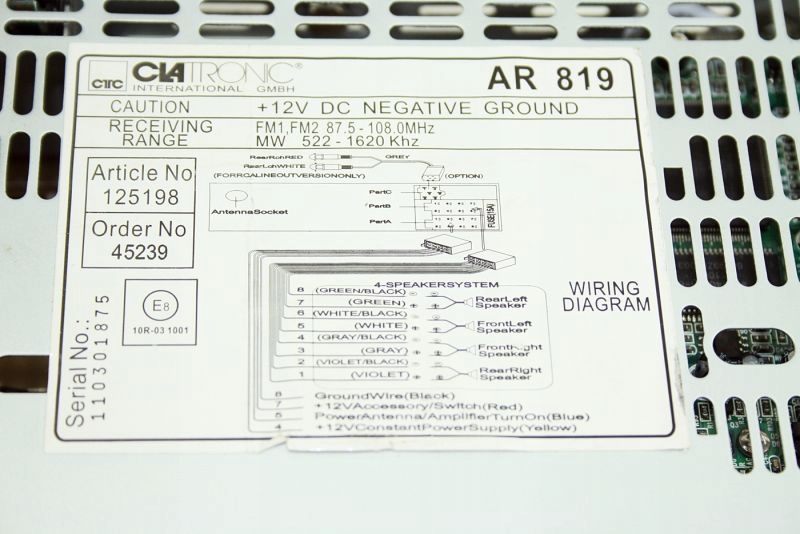 CTC CLATRONIC® AR 819
INTERNATIONAL GMBH
CAUTION +12V DC NEGATIVE GROUND
RECEIVING RANGE FM1,FM2 87.5 - 108.0MHz
MW 522 - 1620 Khz
Article No
125198
Order No
45239
E8
10R-03 1001
Serial No.:
110301875
RearRchRED GREY
RearLchWHITE
(FORRCALINEOUTVERSIONONLY) (OPTION)
AntennaSocket
PartC
PartB
PartA
FUSE(15A)
4-SPEAKERSYSTEM
8 (GREEN/BLACK)
7 (GREEN)
RearLeft
Speaker
6 (WHITE/BLACK)
5 (WHITE)
FrontLeft
Speaker
4 (GRAY/BLACK)
3 (GRAY)
FrontRight
Speaker
2 (VIOLET/BLACK)
1 (VIOLET)
RearRight
Speaker
WIRING
DIAGRAM
8 GroundWire(Black)
7 +12VAccessory/Switch(Red)
5 PowerAntenna/AmplifierTurnOn(Blue)
4 +12VConstantPowerSupply(Yellow)